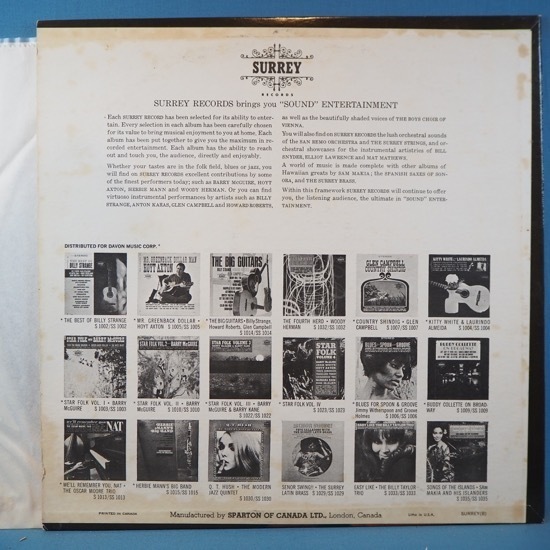 SURREY
RECORDS
SURREY RECORDS brings you "SOUND" ENTERTAINMENT
Each SURREY RECORD has been selected for its ability to enter-
tain. Every selection in each album has been carefully chosen
for its value to bring musical enjoyment to you at home. Each
album has been put together to give you the maximum in re-
corded entertainment. Each album has the ability to reach
out and touch you, the audience, directly and enjoyably.
Whether your tastes are in the folk field, blues or jazz, you
will find on SURREY RECORDS excellent contributions by some
of the finest performers today; such as BARRY McGUIRE, HOYT
AXTON, HERBIE MANN and WOODY HERMAN. Or you can find
virtuoso instrumental performances by artists such as BILLY
STRANGE, ANTON KARAS, GLEN CAMPBELL and HOWARD ROBERTS,
as well as the beautifully shaded voices of THE BOYS CHOIR OF
VIENNA.
You will also find on SURREY RECORDS the lush orchestral sounds
of THE SAN REMO ORCHESTRA and THE SURREY STRINGS, and or-
chestral showcases for the instrumental artistries of BILL
SNYDER, ELLIOT LAWRENCE and MAT MATHEWS.
A world of music is made complete with other albums of
Hawaiian greats by SAM MAKIA; THE SPANISH SAXES OF SON-
ORA, and THE SURREY BRASS.
Within this framework SURREY RECORDS will continue to offer
you, the listening audience, the ultimate in "SOUND" ENTER-
TAINMENT.
DISTRIBUTED FOR DAVON MUSIC CORP.
* THE BEST OF BILLY STRANGE
S 1002/SS 1002
* MR. GREENBACK DOLLAR
HOYT AXTON S 1005/SS 1005
* THE BIG GUITARS • Billy Strange,
Howard Roberts, Glen Campbell
S 1014/SS 1014
THE FOURTH HERD • WOODY
HERMAN S 1032/SS 1032
* COUNTRY SHINDIG • GLEN
CAMPBELL S 1007/SS 1007
* KITTY WHITE & LAURINDO
ALMEIDA S 1004/SS 1004
* STAR FOLK VOL. I • BARRY
McGUIRE S 1003/SS 1003
* STAR FOLK VOL. II • BARRY
McGUIRE S 1010/SS 1010
* STAR FOLK VOL. III • BARRY
McGUIRE & BARRY KANE
S 1022/SS 1022
* STAR FOLK VOL. IV
S 1023/SS 1023
* BLUES FOR SPOON & GROOVE
Jimmy Witherspoon and Groove
Holmes S 1006/SS 1006
* BUDDY COLLETTE ON BROAD-
WAY S 1009/SS 1009
* WE'LL REMEMBER YOU, NAT •
THE OSCAR MOORE TRIO
S 1013/SS 1013
* HERBIE MANN'S BIG BAND
S 1015/SS 1015
Q. T. HUSH • THE MODERN
JAZZ QUINTET
S 1030/SS 1030
SENOR SWING! • THE SURREY
LATIN BRASS S 1029/SS 1029
EASY LIKE • BILLY TAYLOR
TRIO S 1033/SS 1033
SONGS OF THE ISLANDS • SAM
MAKIA AND HIS ISLANDERS
PRINTED IN CANADA
Manufactured by SPARTON OF CANADA LTD., London, Canada
Litho in U.S.A.